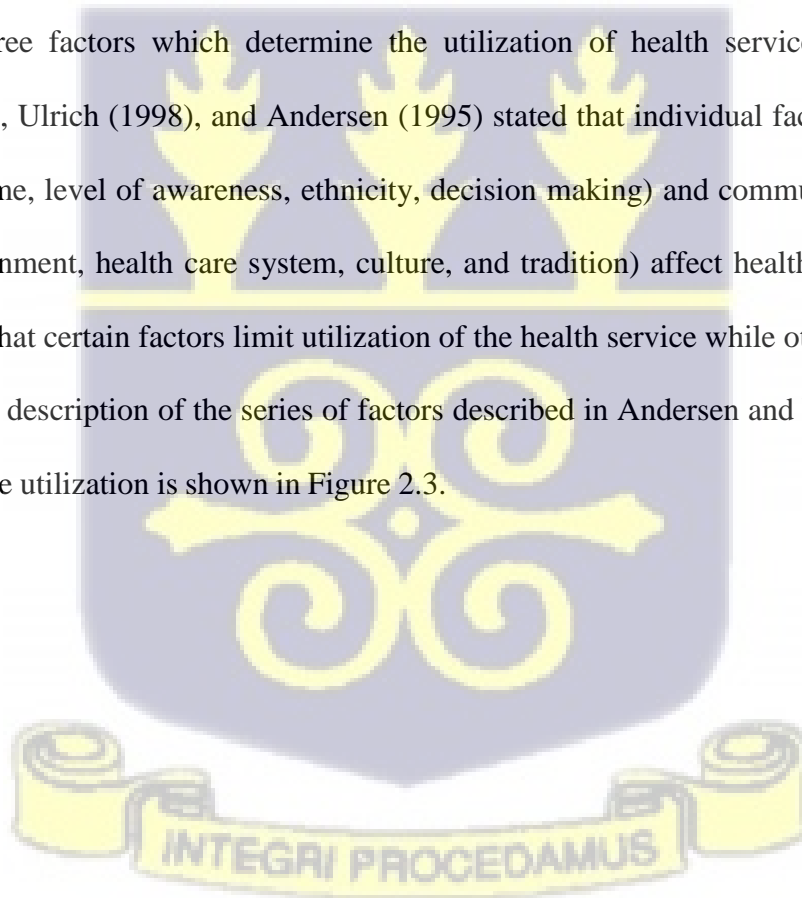 ree factors which determine the utilization of health servic
, Ulrich (1998), and Andersen (1995) stated that individual fac
me, level of awareness, ethnicity, decision making) and commu
nment, health care system, culture, and tradition) affect health
hat certain factors limit utilization of the health service while ot
description of the series of factors described in Andersen and
e utilization is shown in Figure 2.3.
INTEGRI PROCEDAMUS